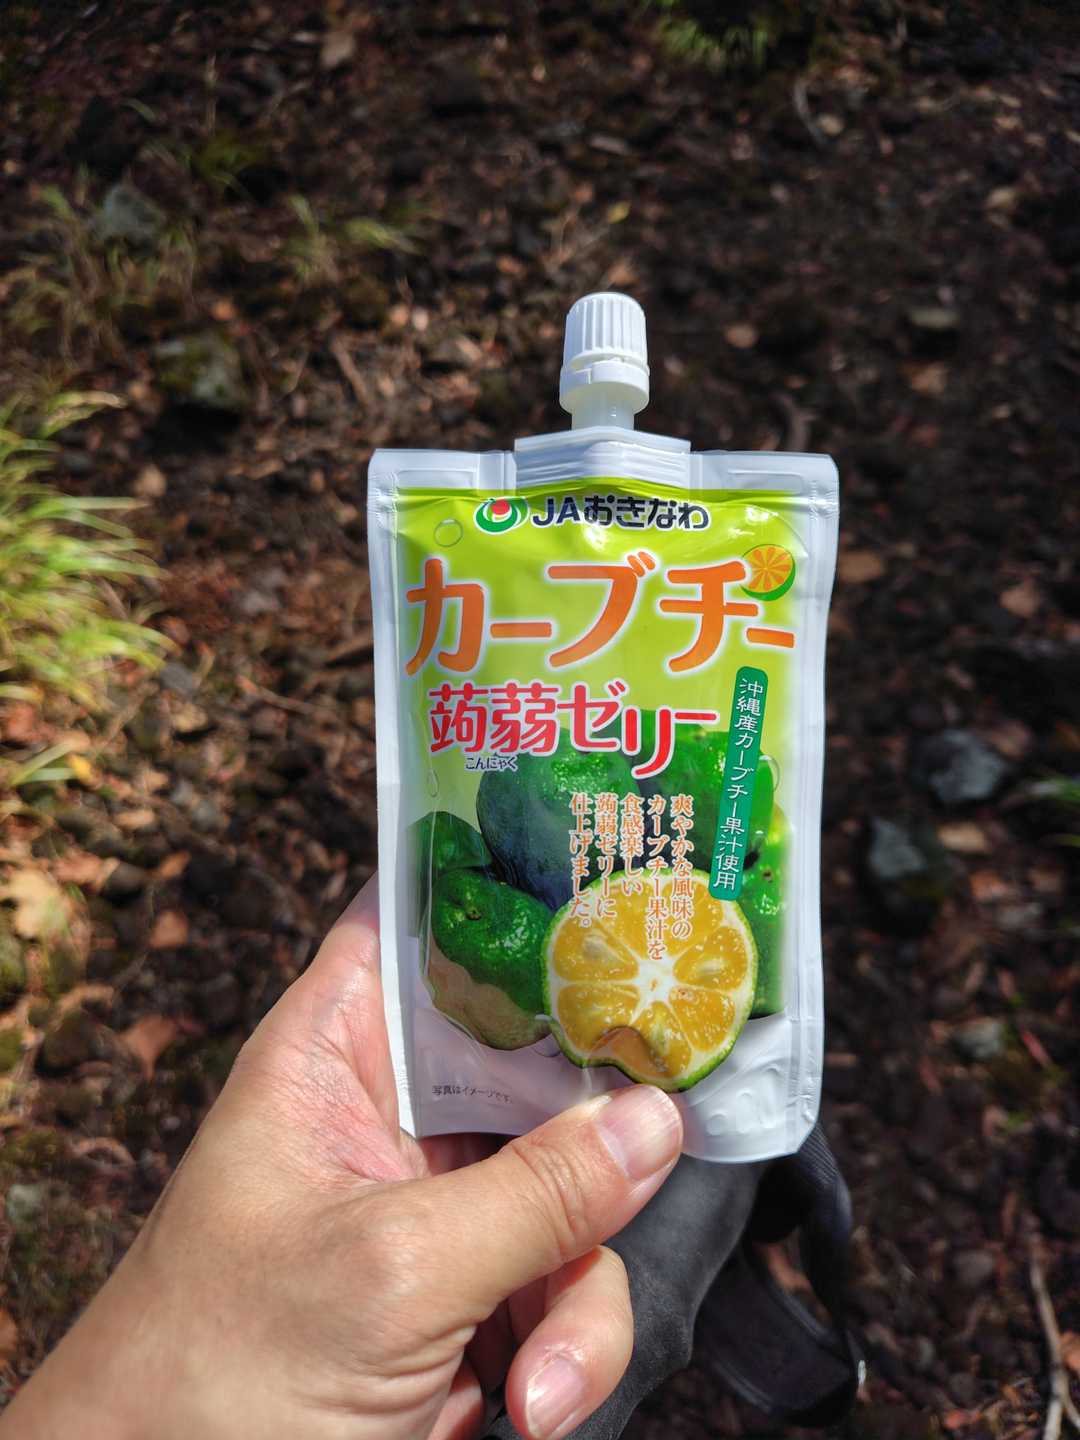 JAおきなわ
カーブチー
蒟蒻ゼリー
こんにゃく
沖縄産カーブチー果汁使用
爽やかな風味の
カーブチー果汁を
食感楽しい
蒟蒻ゼリーに
仕上げました。
写真はイメージです。